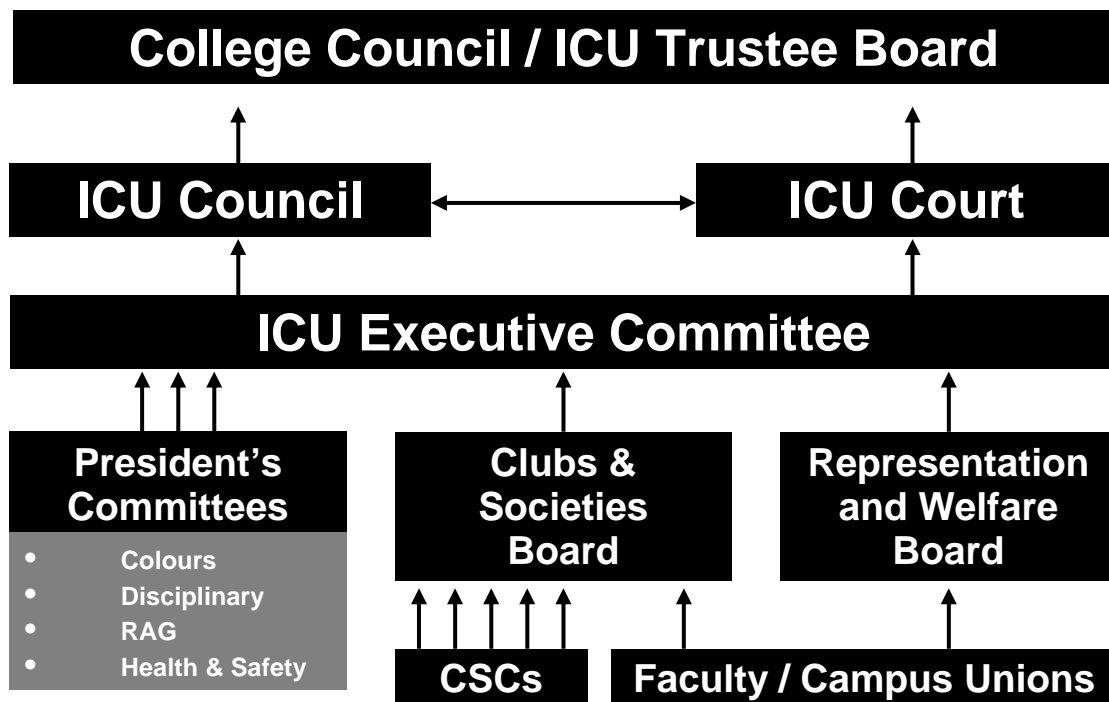 College Council / ICU Trustee Board
ICU Council
ICU Court
ICU Executive Committee
President’s
Committees
• Colours
• Disciplinary
• RAG
• Health & Safety
Clubs &
Societies
Board
Representation
and Welfare
Board
CSCs
Faculty / Campus Unions